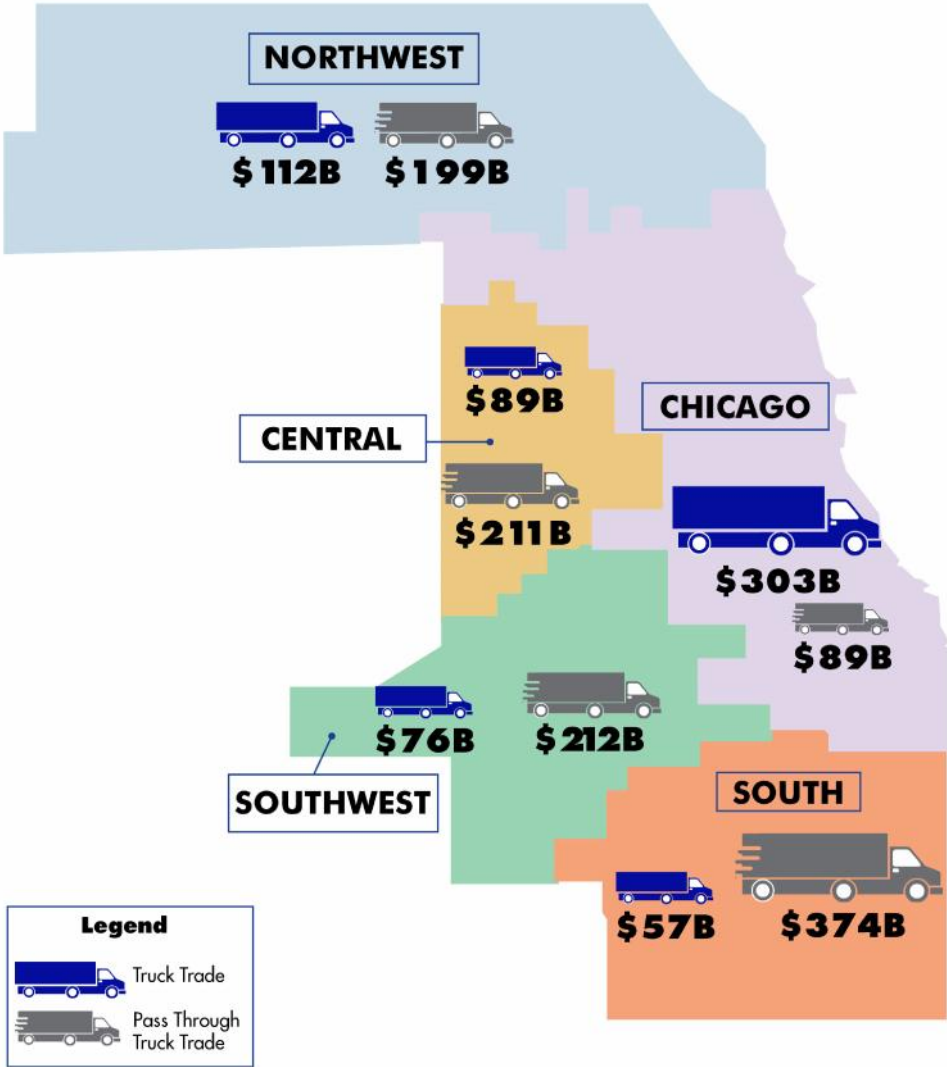 NORTHWEST
$112B $199B
$89B
CHICAGO
CENTRAL
$211B
$303B
$89B
$76B $212B
SOUTHWEST
SOUTH
$57B $374B
Legend
Truck Trade
Pass Through
Truck Trade